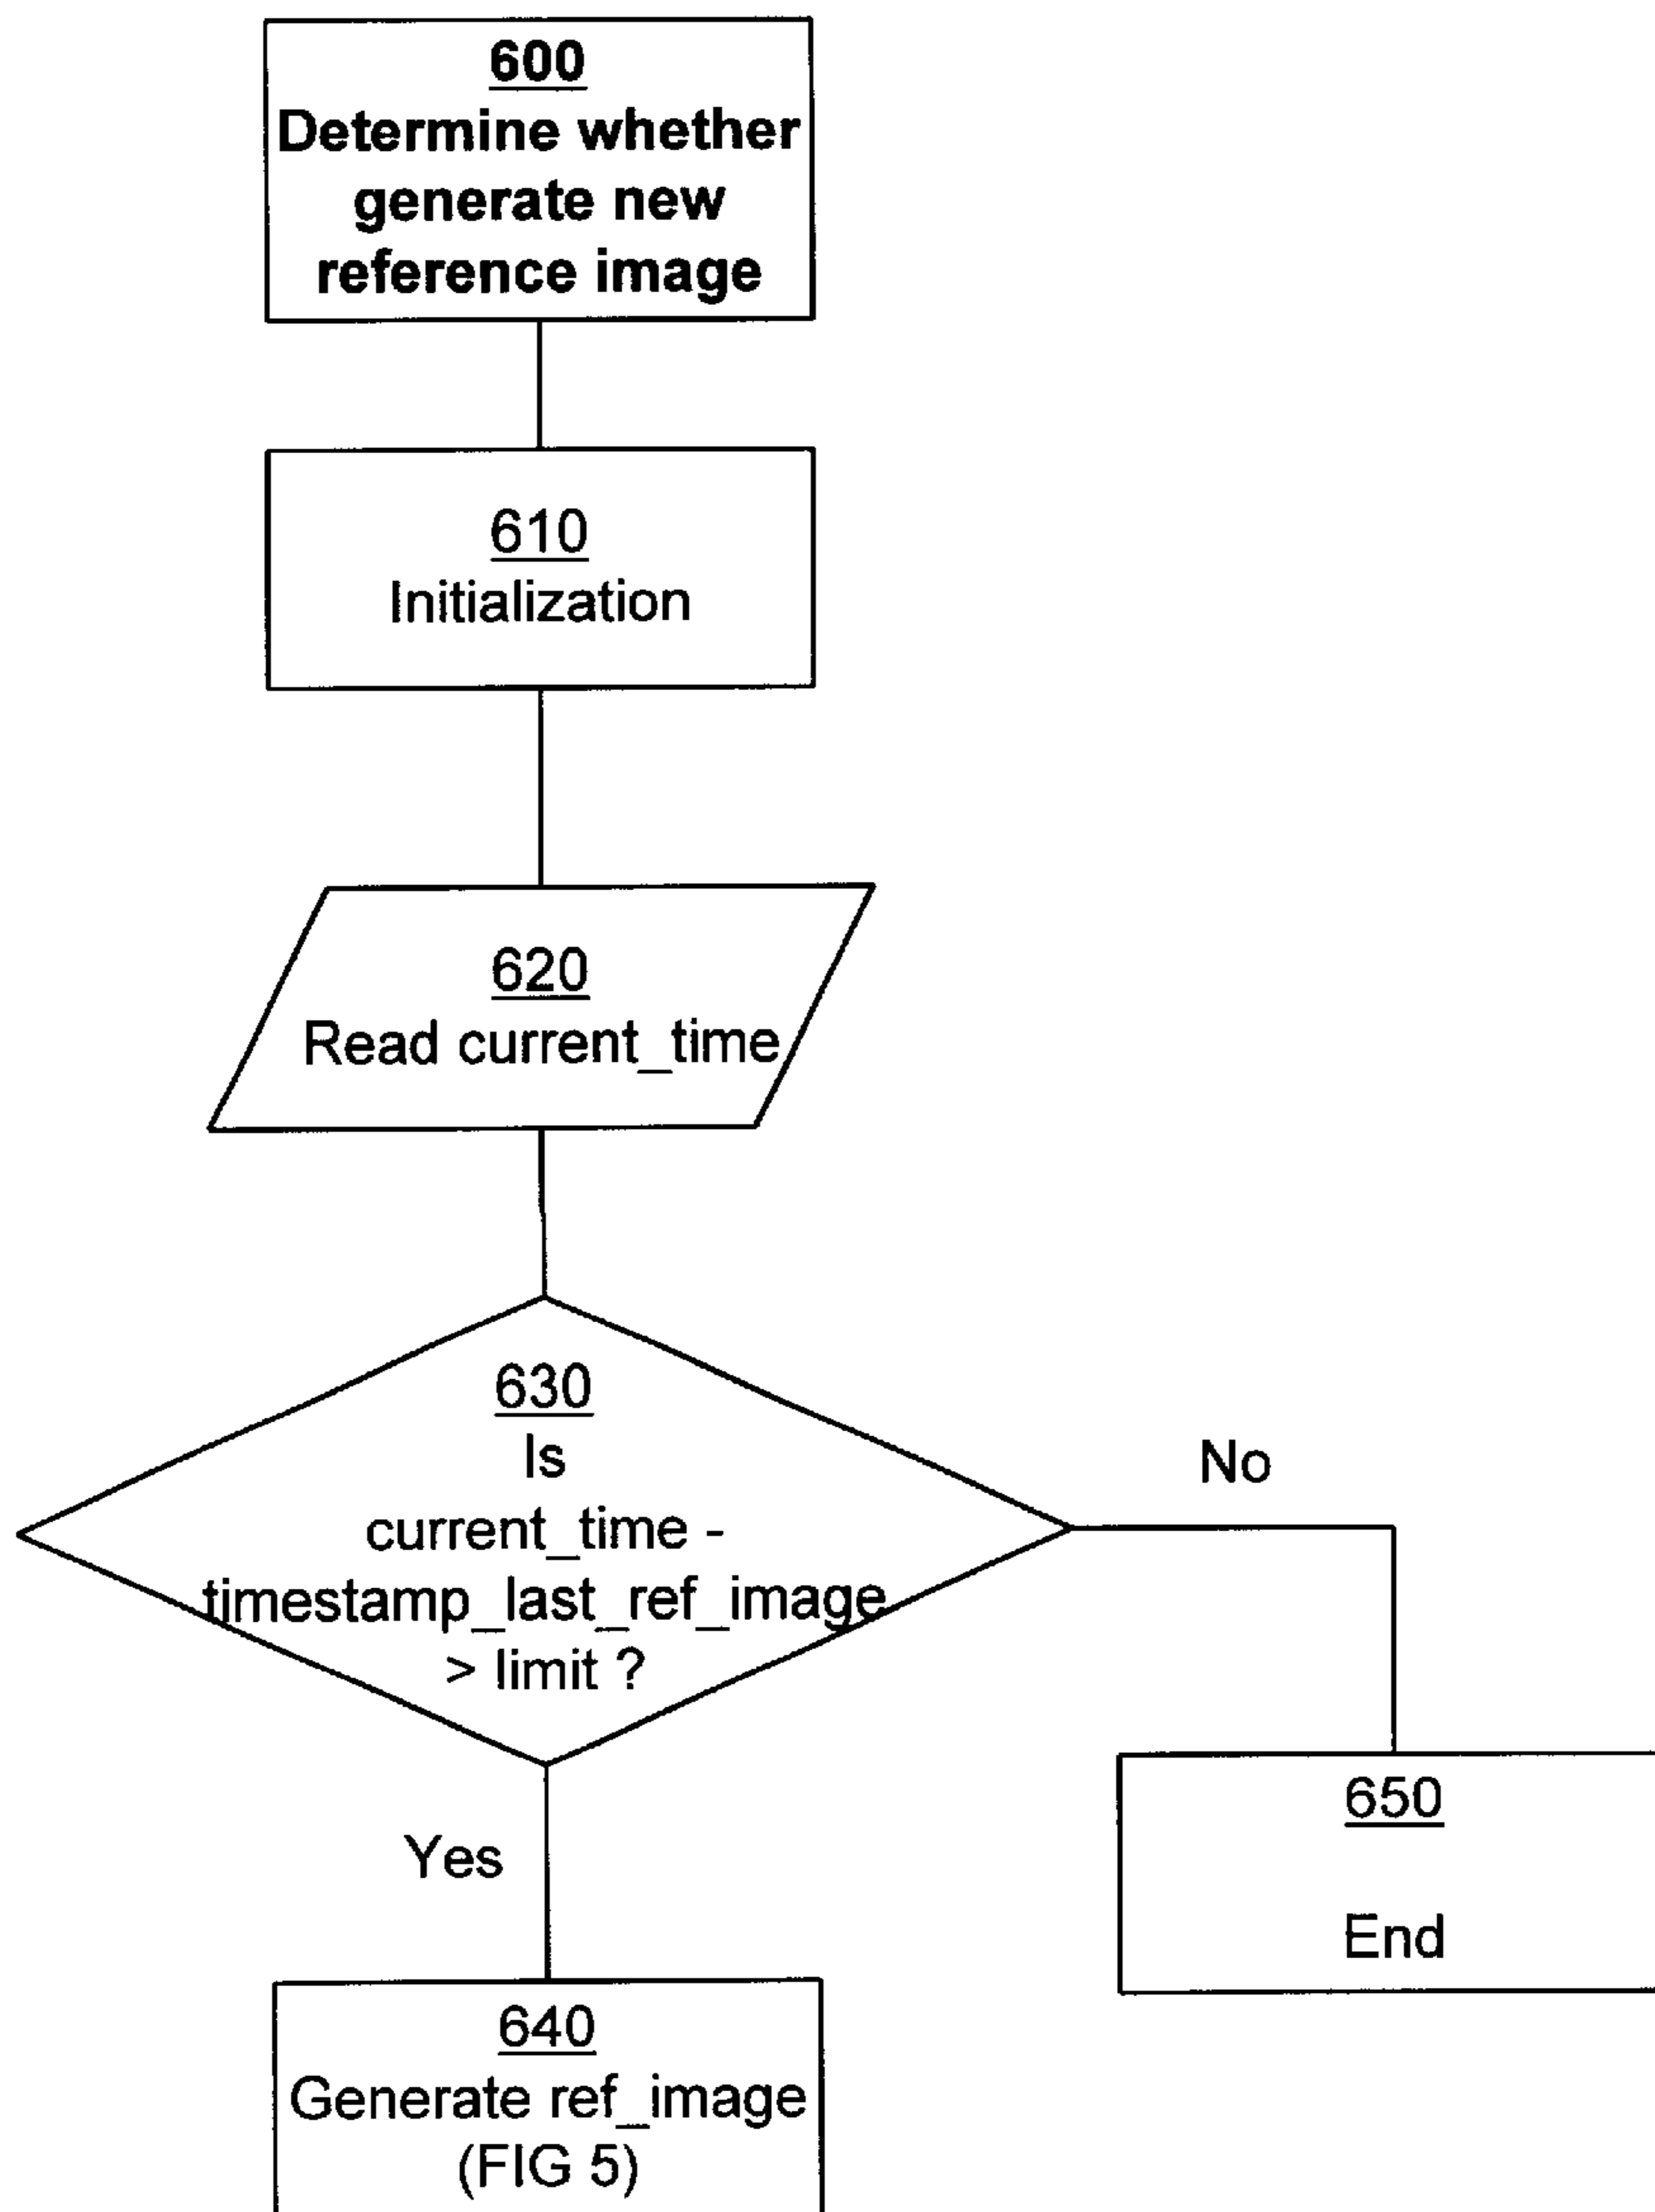 600
Determine whether
generate new
reference image
610
Initialization
620
Read current_time
630
Is
current_time -
timestamp_last_ref_image
> limit ?
No
Yes
650
End
640
Generate ref_image
(FIG 5)